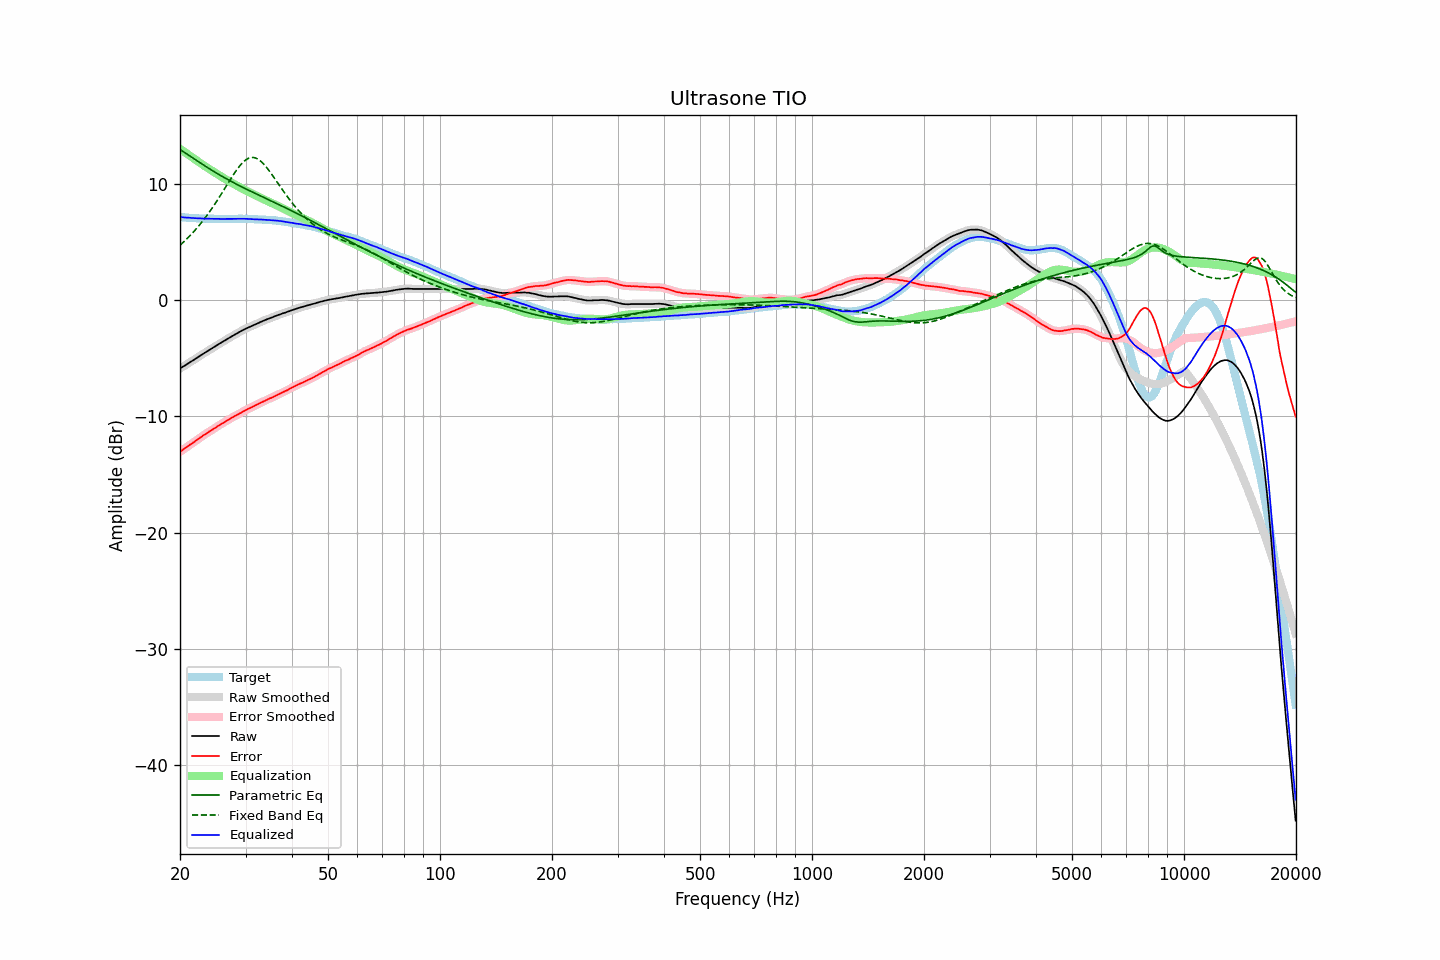 Ultrasone TIO
Amplitude (dBr)
10
0
−10
−20
−30
−40
Target
Raw Smoothed
Error Smoothed
Raw
Error
Equalization
Parametric Eq
Fixed Band Eq
Equalized
20 50 100 200 500 1000 2000 5000 10000 20000
Frequency (Hz)